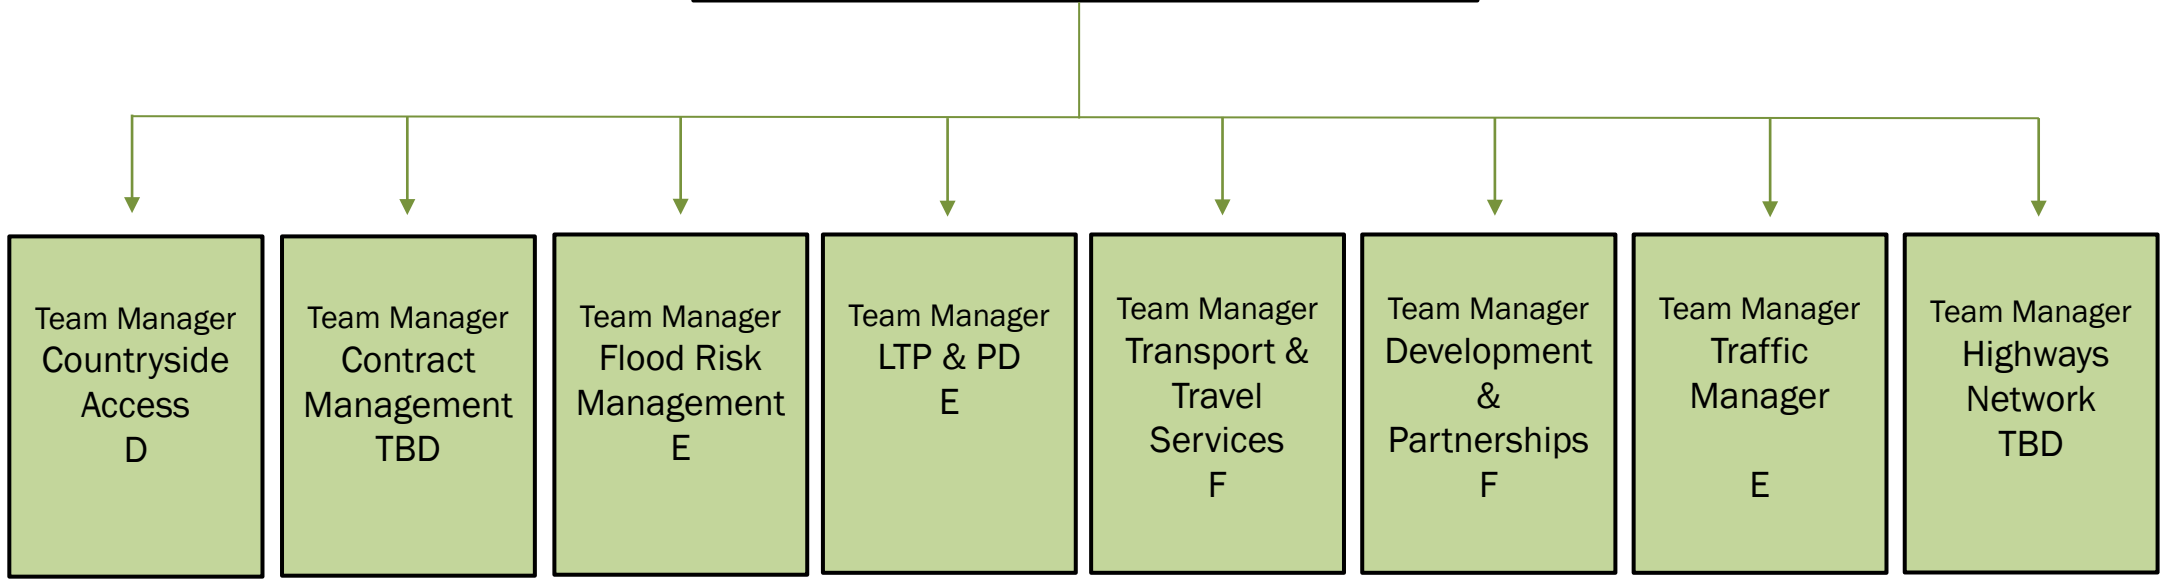 Team Manager
Countryside
Access
D
Team Manager
Contract
Management
TBD
Team Manager
Flood Risk
Management
E
Team Manager
LTP & PD
E
Team Manager
Transport &
Travel
Services
F
Team Manager
Development
&
Partnerships
F
Team Manager
Traffic
Manager
E
Team Manager
Highways
Network
TBD